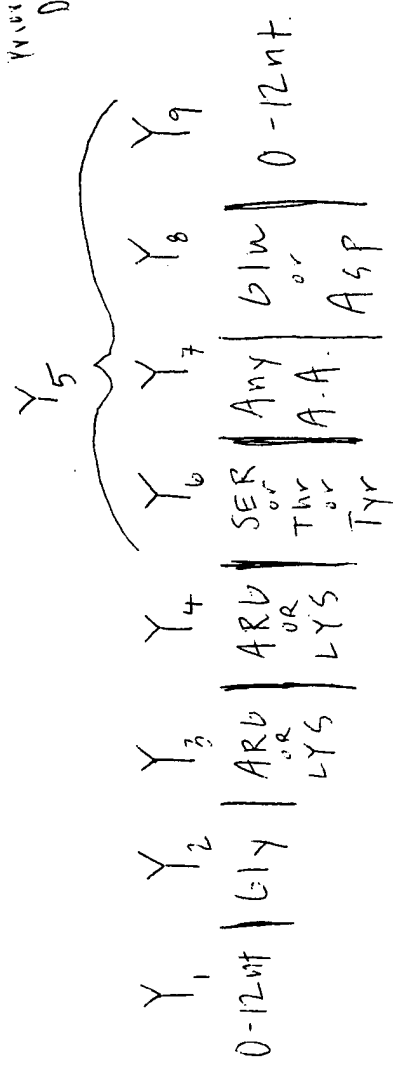 Y5
Y1 Y2 Y3 Y4 Y6 Y7 Y8 Y9
0-12nt | Gly | ARG | ARG | SER | Any | Glu | 0-12nt.
OR OR or A.A. or
LYS LYS Thr Asp
or
Tyr